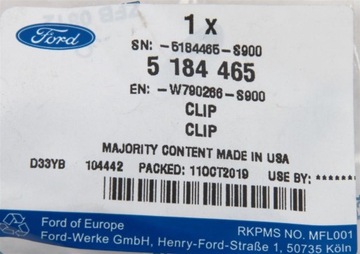 1 x
Ford
SN: -5184465-S900
5 184 465
EN: -W790266-S900
CLIP
CLIP
MAJORITY CONTENT MADE IN USA
D33YB 104442 PACKED: 11OCT2019 USE BY: *******
Ford of Europe
RKPMS NO. MFL001
Ford-Werke GmbH, Henry-Ford-Straße 1, 50735 Köln